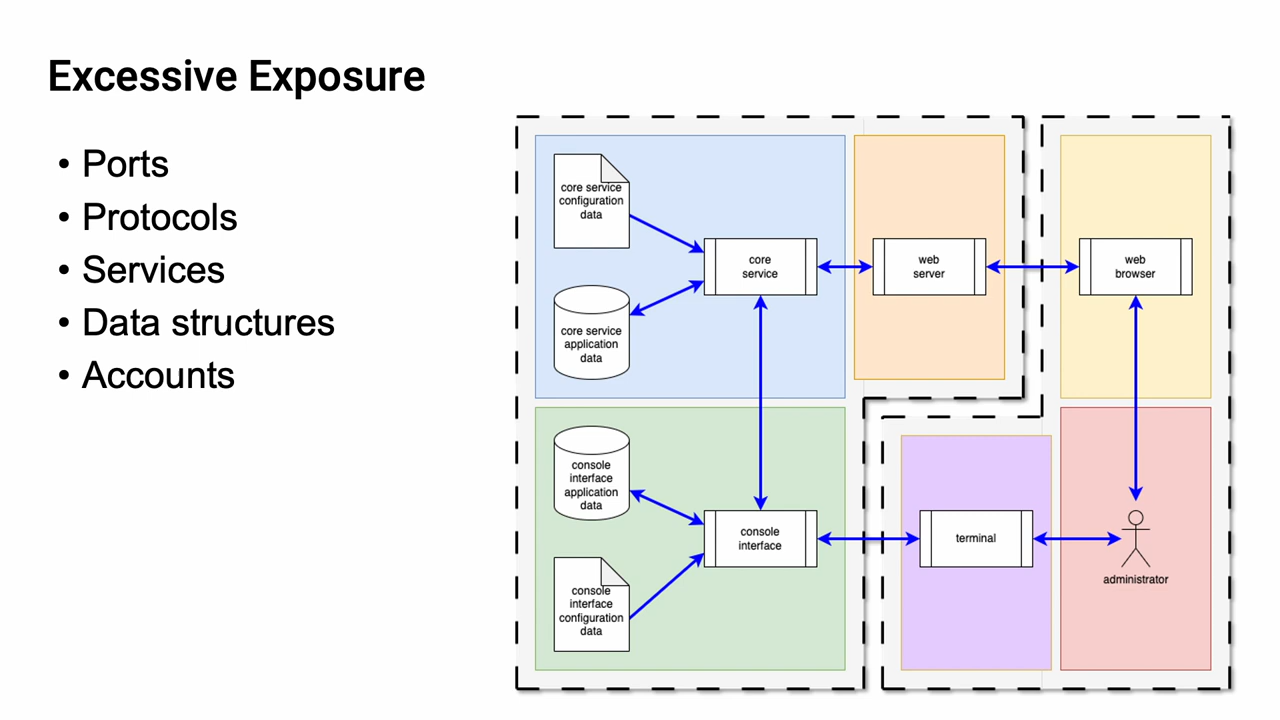 Excessive Exposure
• Ports
• Protocols
• Services
• Data structures
• Accounts
core service
configuration
data
core
service
web
server
web
browser
core service
application
data
console
interface
application
data
console
interface
terminal
administrator
console
interface
configuration
data